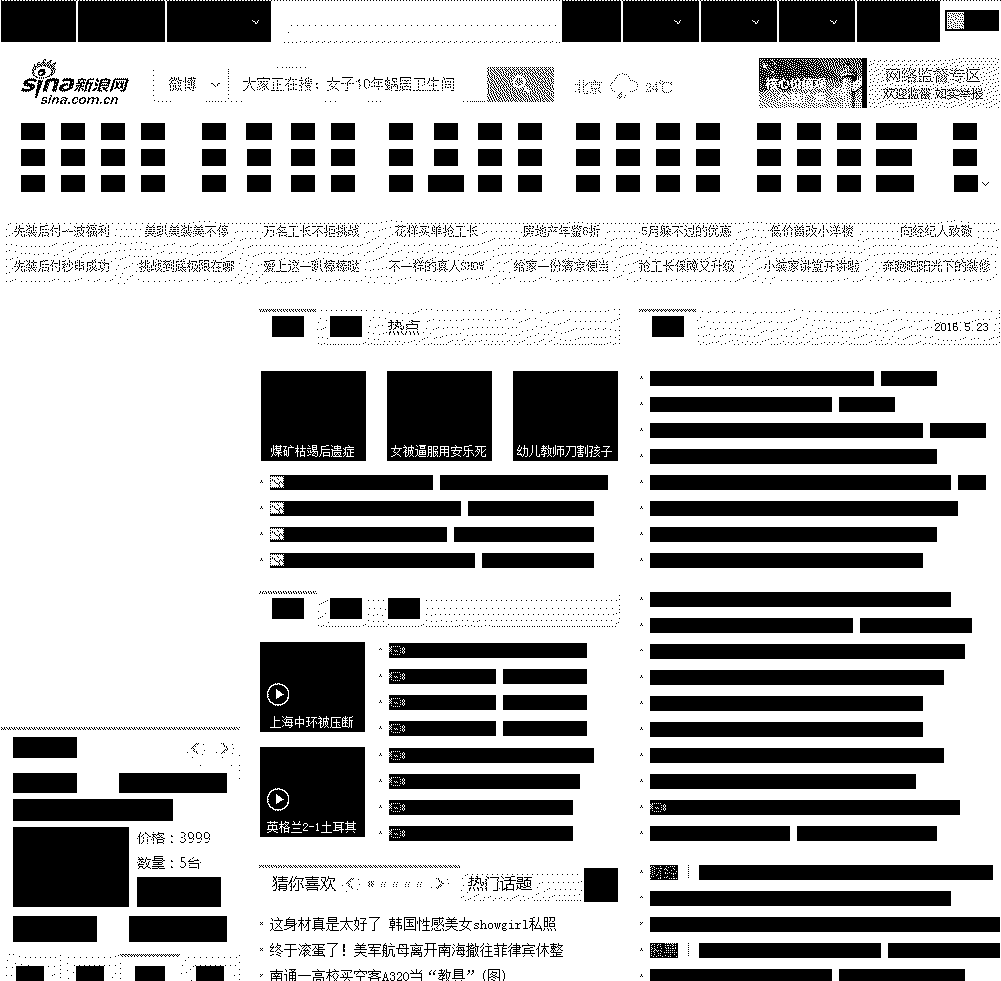 sina新浪网
sina.com.cn
微博
大家正在搜：女子10年蜗居卫生间
北京
24℃
网络监督专区
欢迎监督 如实举报
先装后付一波福利 美趴美装美不停 万名工长不拒挑战 花样买单抢工长 房地产年鉴6折 5月躲不过的优惠 低价酋改小洋楼 向经纪人致敬
先装后付秒串成功 挑战到底极限在哪 爱上这一趴棒棒哒 不一样的真人SHOW 给家一份清凉便当 抢工长保障又升级 小装家讲堂开讲啦 奔跑吧阳光下的装修
热点
2016.5.23
煤矿枯竭后遗症 女被逼服用安乐死 幼儿教师刀割孩子
上海中环被压断
英格兰2-1土耳其
价格：3999
数量：5台
猜你喜欢
热门话题
这身材真是太好了 韩国性感美女showgirl私照
终于滚蛋了！美军航母离开南海撤往菲律宾休整
南通一高校买空客A320当“教具”(图)